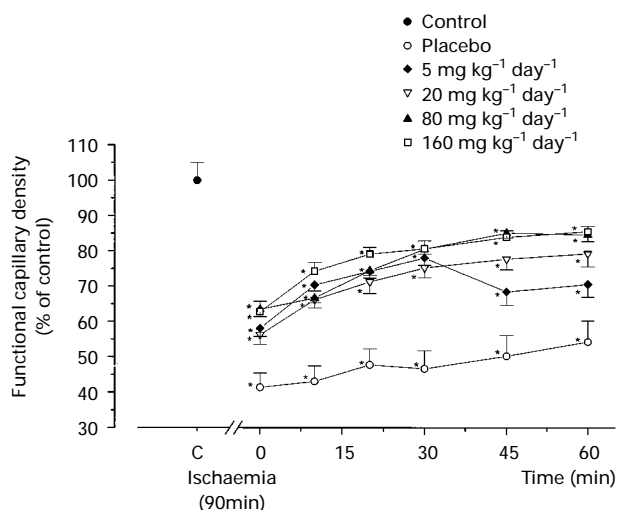 Control
Placebo
5 mg kg⁻¹ day⁻¹
20 mg kg⁻¹ day⁻¹
80 mg kg⁻¹ day⁻¹
160 mg kg⁻¹ day⁻¹
Functional capillary density
(% of control)
110
100
90
80
70
60
50
40
30
C
0
15
30
45
60
Ischaemia
(90min)
Time (min)